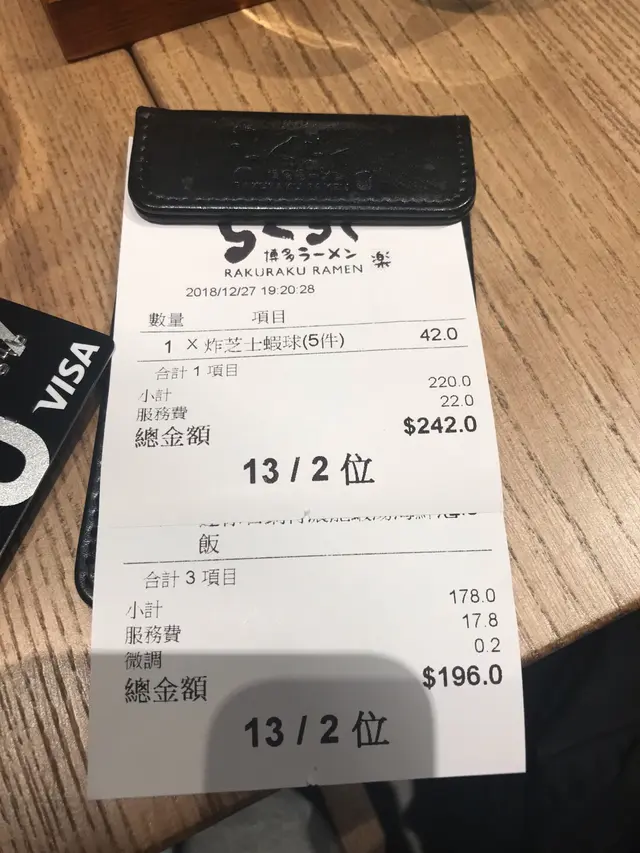 博多ラーメン 楽
RAKURAKU RAMEN
2018/12/27 19:20:28
數量 項目
1 × 炸芝士蝦球(5件) 42.0
合計 1 項目
小計 220.0
服務費 22.0
總金額 $242.0
13 / 2 位
飯
合計 3 項目
小計 178.0
服務費 17.8
微調 0.2
總金額 $196.0
13 / 2 位
VISA